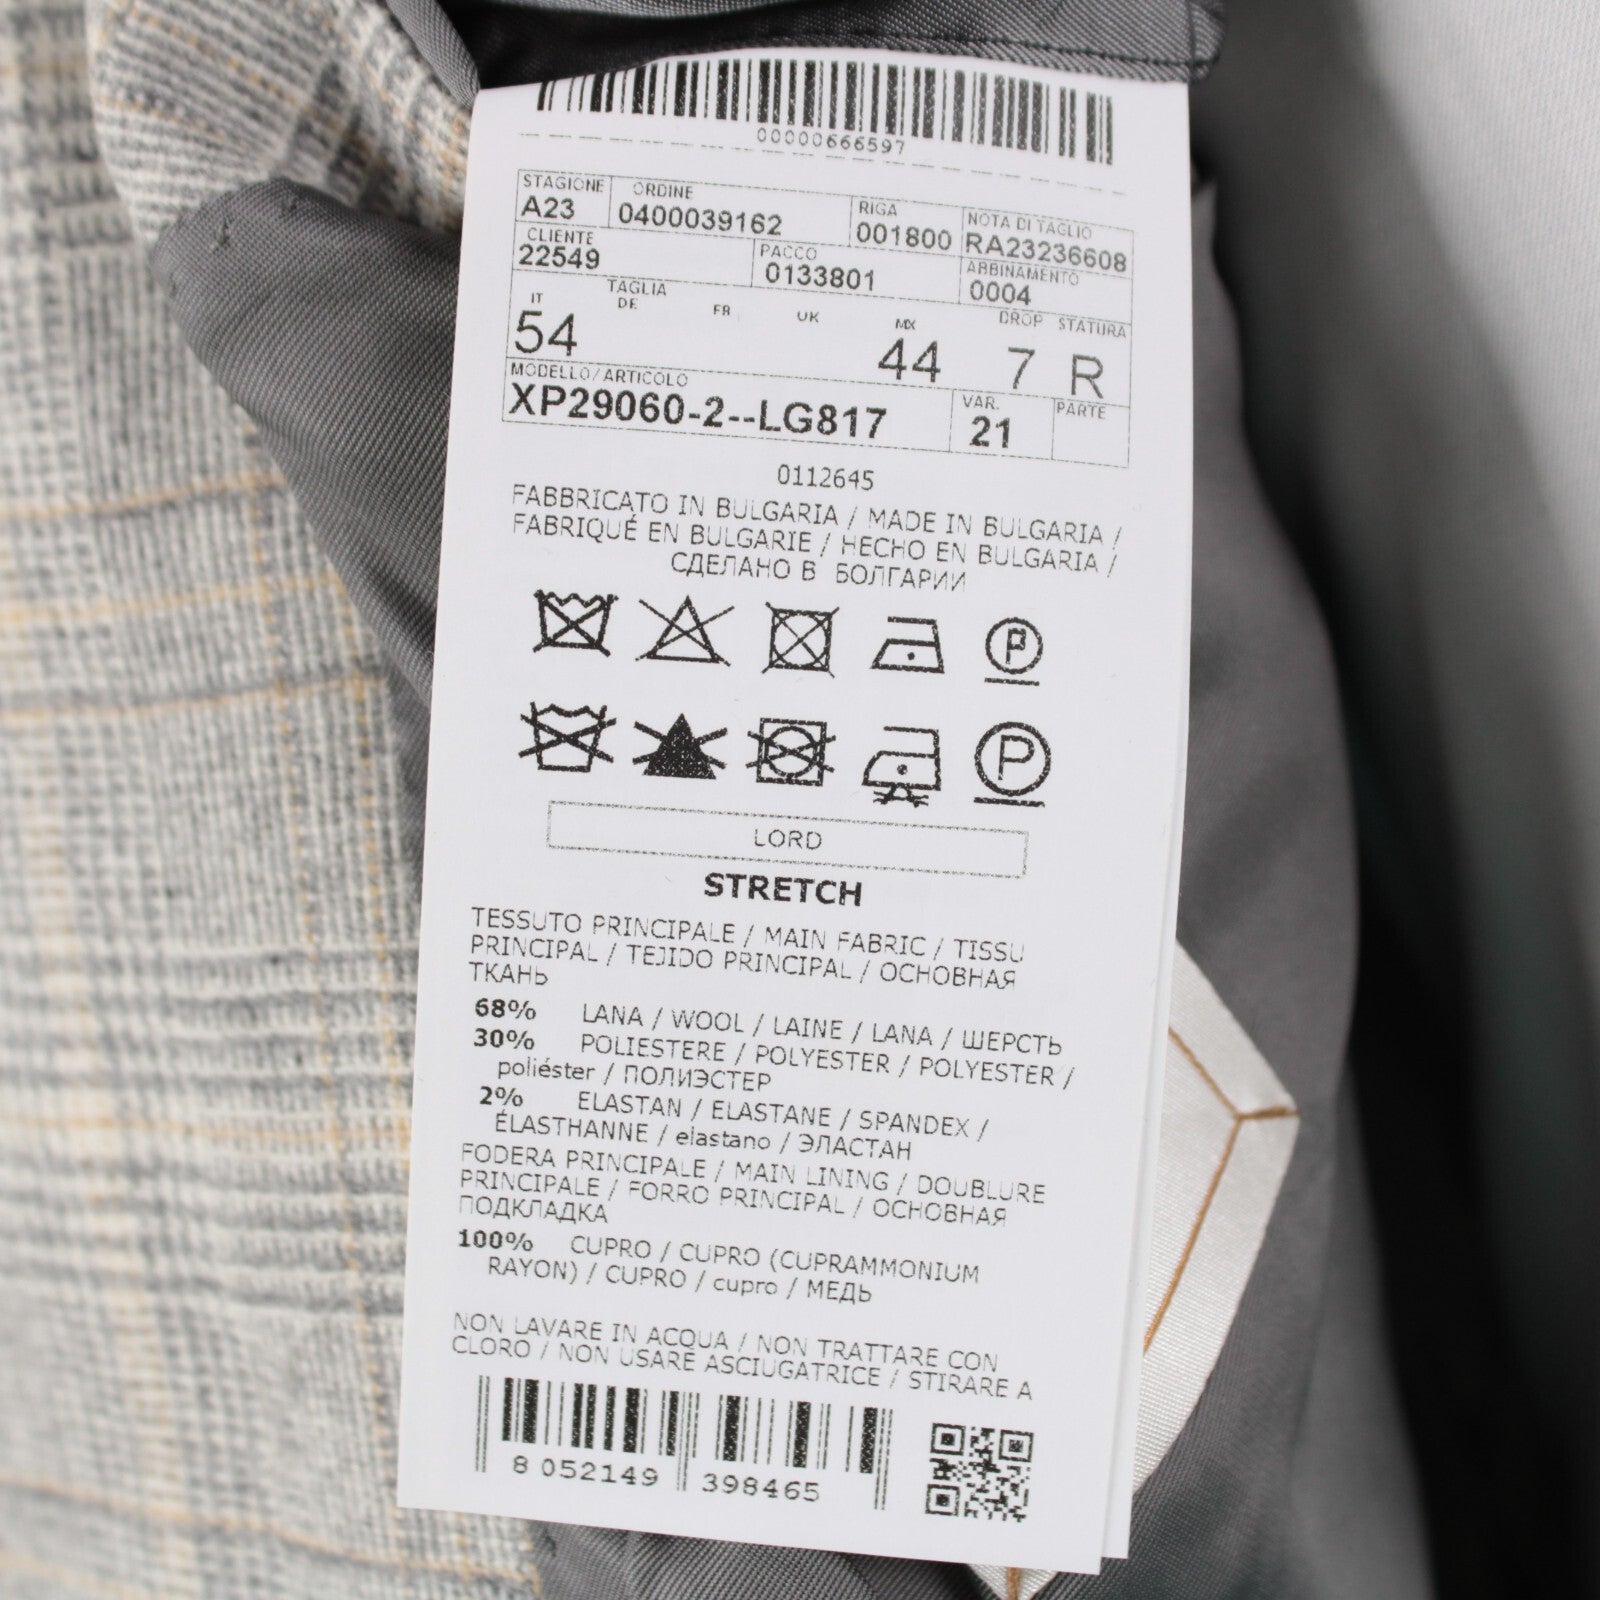 00000666597
STAGIONE ORDINE RIGA NOTA DI TAGLIO
A23 0400039162 001800 RA23236608
CLIENTE PACCO ABBINAMENTO
22549 0133801 0004
TAGLIA
IT DE FR UK MX DROP STATURA
54 44 7 R
MODELLO/ARTICOLO VAR. PARTE
XP29060-2--LG817 21
0112645
FABBRICATO IN BULGARIA / MADE IN BULGARIA /
FABRIQUÉ EN BULGARIE / HECHO EN BULGARIA /
СДЕЛАНО В БОЛГАРИИ
P
P
LORD
STRETCH
TESSUTO PRINCIPALE / MAIN FABRIC / TISSU
PRINCIPAL / TEJIDO PRINCIPAL / ОСНОВНАЯ
ТКАНЬ
68% LANA / WOOL / LAINE / LANA / ШЕРСТЬ
30% POLIESTERE / POLYESTER / POLYESTER /
poliéster / ПОЛИЭСТЕР
2% ELASTAN / ELASTANE / SPANDEX /
ÉLASTHANNE / elastano / ЭЛАСТАН
FODERA PRINCIPALE / MAIN LINING / DOUBLURE
PRINCIPALE / FORRO PRINCIPAL / ОСНОВНАЯ
ПОДКЛАДКА
100% CUPRO / CUPRO (CUPRAMMONIUM
RAYON) / CUPRO / cupro / МЕДЬ
NON LAVARE IN ACQUA / NON TRATTARE CON
CLORO / NON USARE ASCIUGATRICE / STIRARE A
8 052149 398465